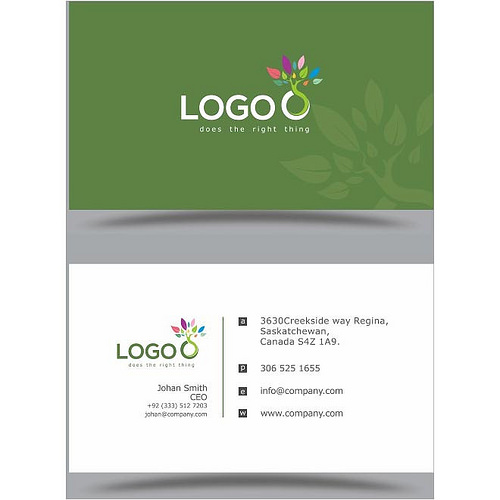 LOGO
does the right thing
LOGO
does the right thing
Johan Smith
CEO
+92 (333) 512 7203
johan@company.com
a 3630Creekside way Regina,
Saskatchewan,
Canada S4Z 1A9.
p 306 525 1655
e info@company.com
w www.company.com